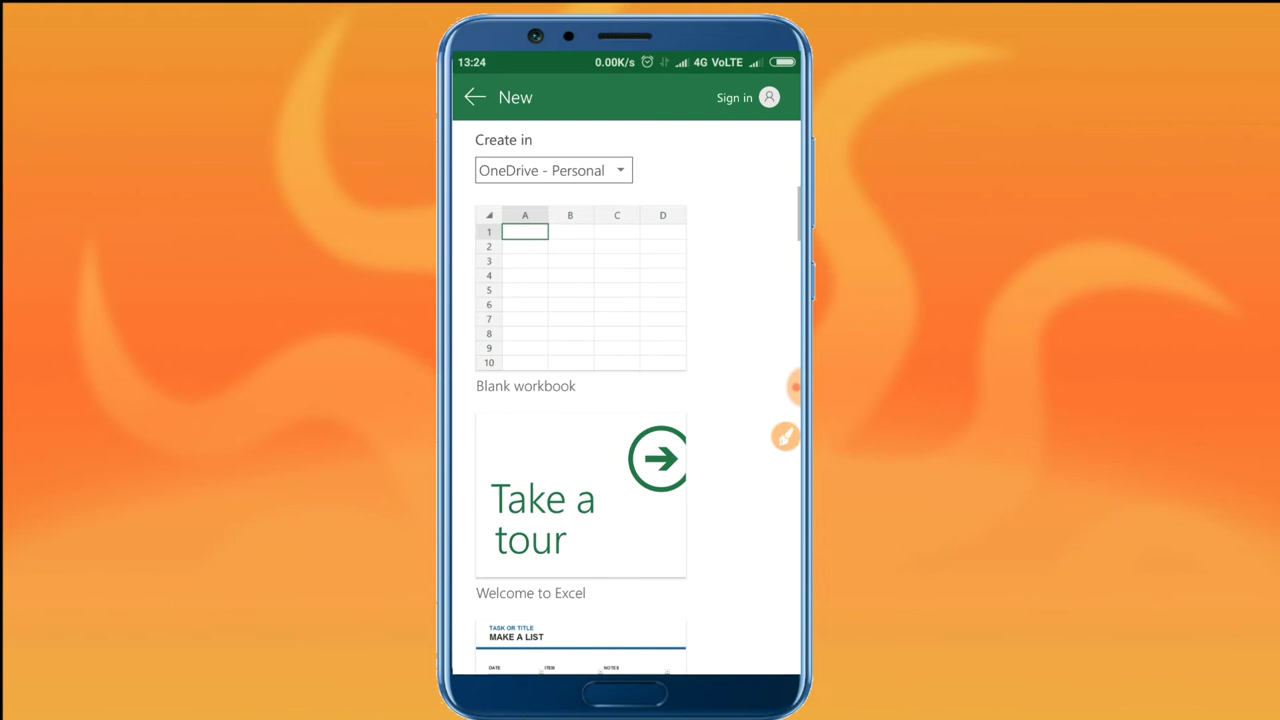 13:24 0.00K/s 4G VoLTE
New Sign in
Create in
OneDrive - Personal
A B C D
1
2
3
4
5
6
7
8
9
10
Blank workbook
Take a
tour
Welcome to Excel
TASK OR TITLE
MAKE A LIST
DATE ITEM NOTES